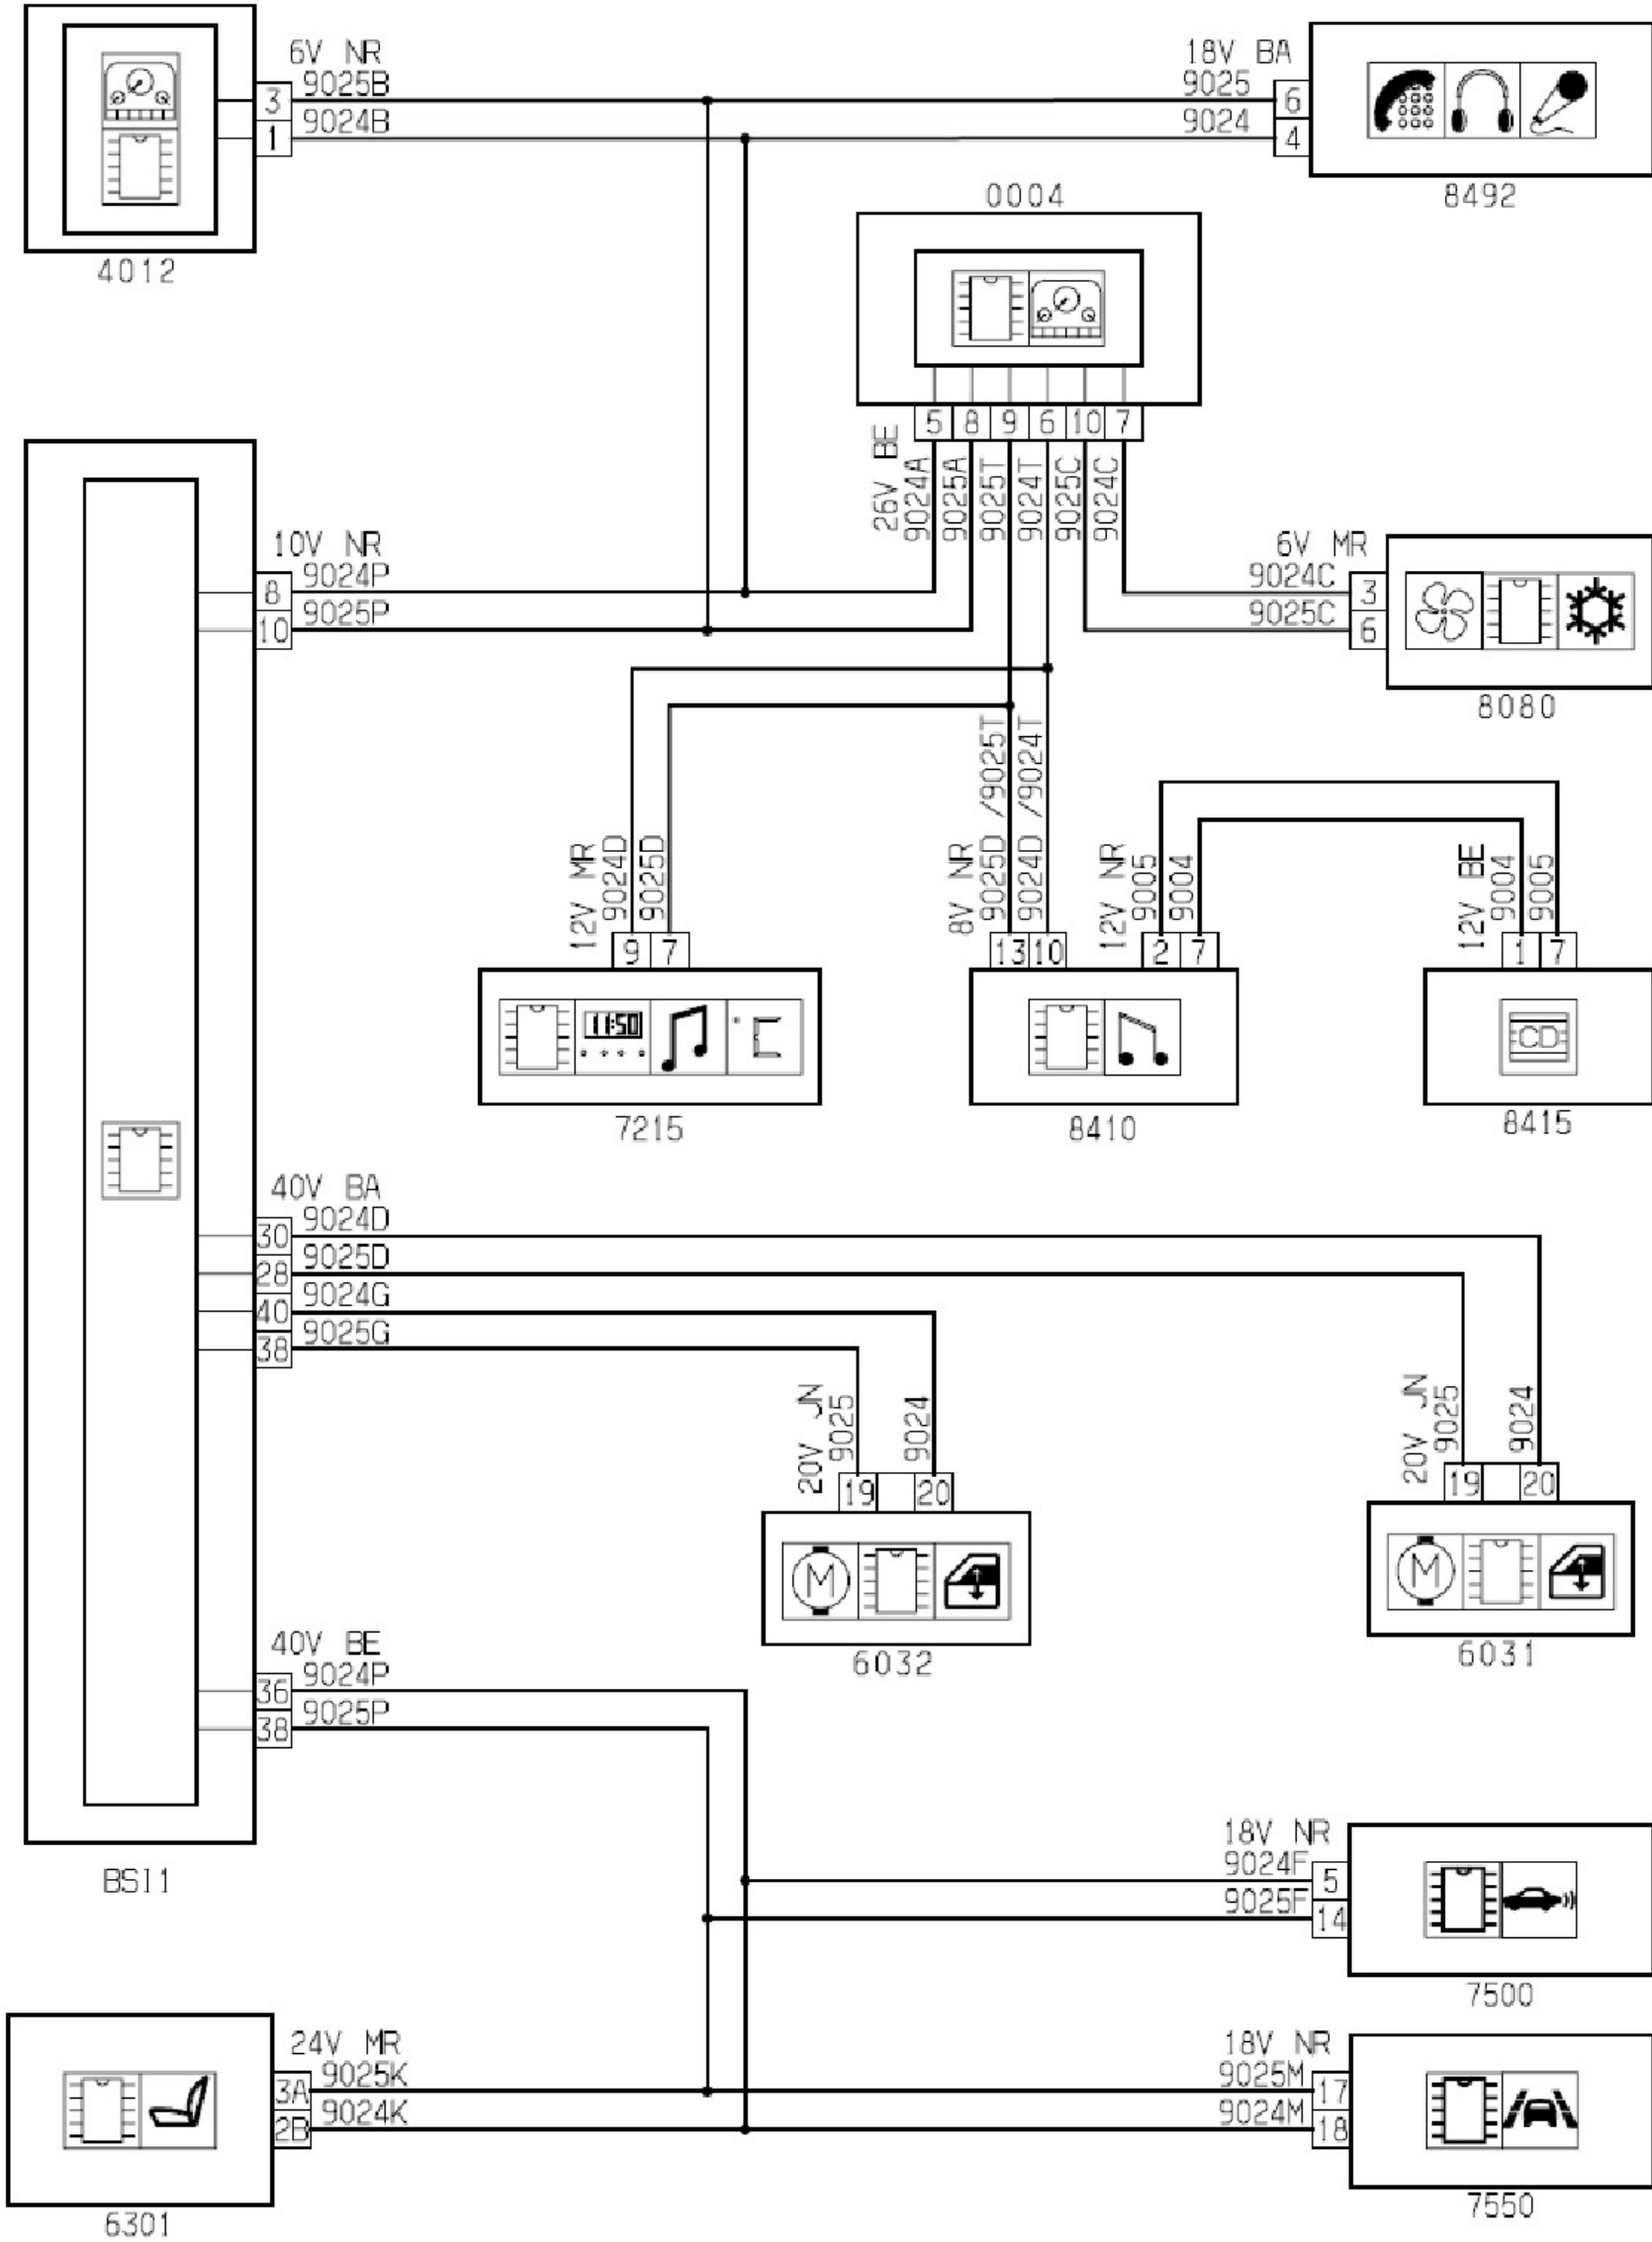 6V NR
9025B
3
9024B
1
4012
18V BA
9025
6
9024
4
8492
0004
5 8 9 6 10 7
26V BE
9024A
9025A
9025T
9024T
9025C
9024C
10V NR
9024P
8
9025P
10
6V MR
9024C
3
9025C
6
8080
12V MR
9024D
9025D
9 7
11:50
°C
7215
8V NR
9025D /9025T
9024D /9024T
13 10
12V NR
9005
9004
2 7
8410
12V BE
9004
9005
1 7
CD
8415
40V BA
9024D
30
9025D
28
9024G
40
9025G
38
20V JN
9025
9024
19 20
M
6032
20V JN
9025
9024
19 20
M
6031
40V BE
9024P
36
9025P
38
BSI1
18V NR
9024F
5
9025F
14
7500
24V MR
9025K
3A
9024K
2B
6301
18V NR
9025M
17
9024M
18
7550